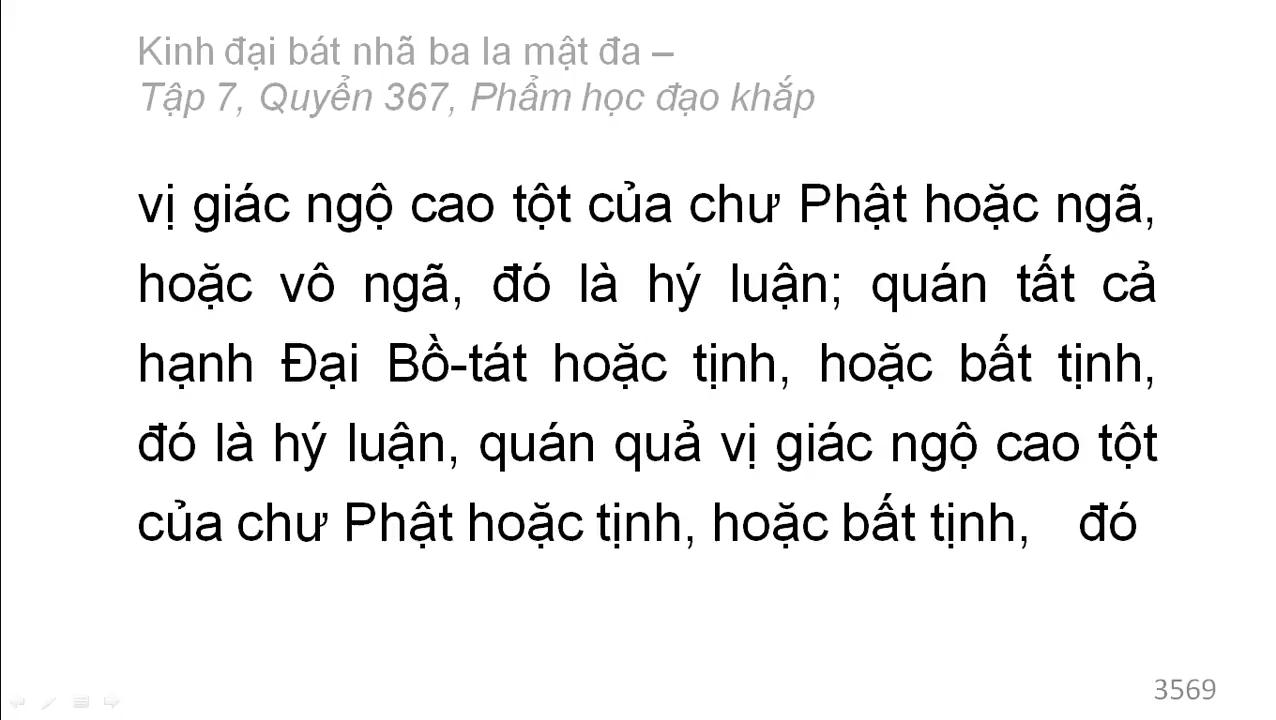 Kinh đại bát nhã ba la mật đa –
Tập 7, Quyển 367, Phẩm học đạo khắp
vị giác ngộ cao tột của chư Phật hoặc ngã,
hoặc vô ngã, đó là hý luận; quán tất cả
hạnh Đại Bồ-tát hoặc tịnh, hoặc bất tịnh,
đó là hý luận, quán quả vị giác ngộ cao tột
của chư Phật hoặc tịnh, hoặc bất tịnh, đó
3569